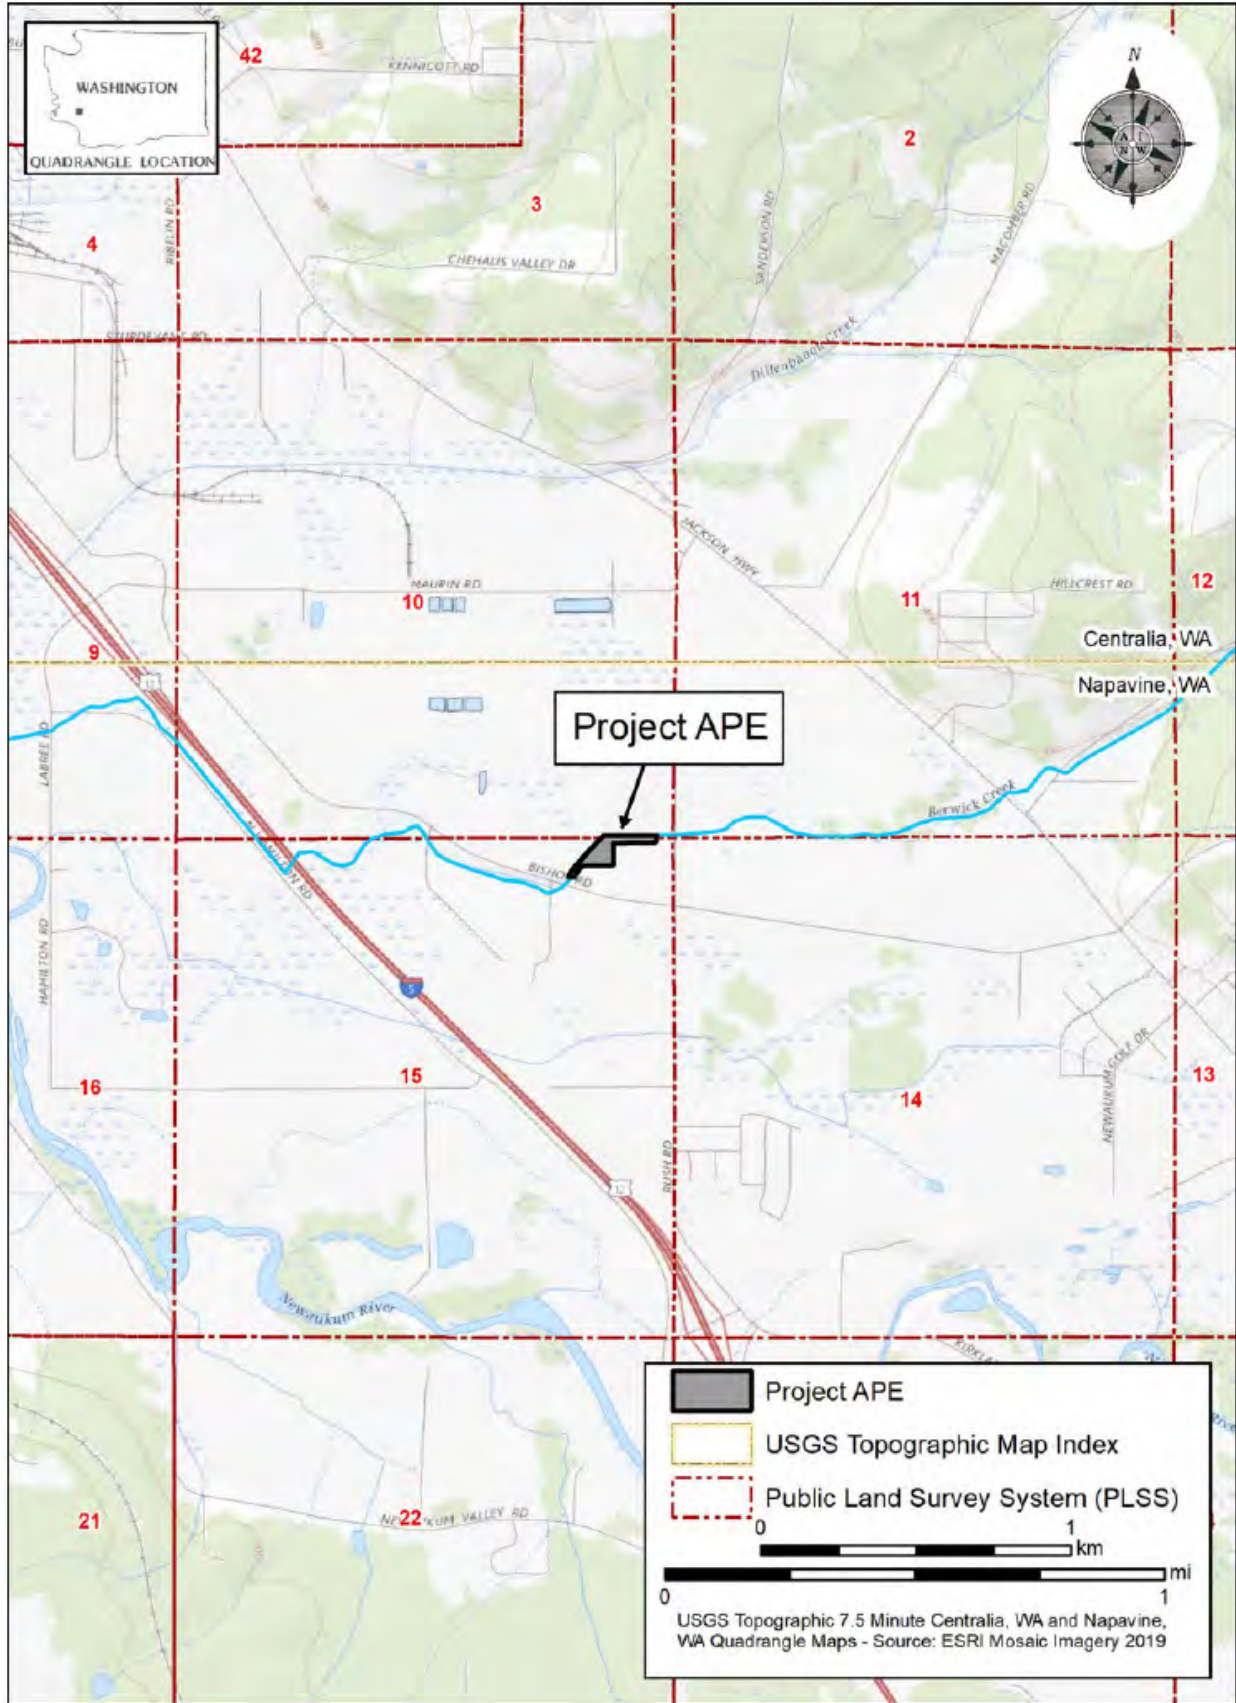 WASHINGTON
QUADRANGLE LOCATION
42
KENNICOTT RD
N
2
3
4
RIBELIN RD
SANDERSON RD
MACOMBER RD
CHEHALIS VALLEY DR
STURDEVANT RD
Dillenbaugh Creek
JACKSON HWY
MAURIN RD
10
11
HILLCREST RD
12
9
Centralia, WA
Napavine, WA
12
Project APE
LABREE RD
Berwick Creek
N HAMILTON RD
BISHOP RD
HAMILTON RD
5
16
15
14
13
NEWAUKUM GOLF DR
RUSH RD
12
Newaukum River
21
22
Project APE
USGS Topographic Map Index
Public Land Survey System (PLSS)
0 1
km
mi
0 1
USGS Topographic 7.5 Minute Centralia, WA and Napavine,
WA Quadrangle Maps - Source: ESRI Mosaic Imagery 2019